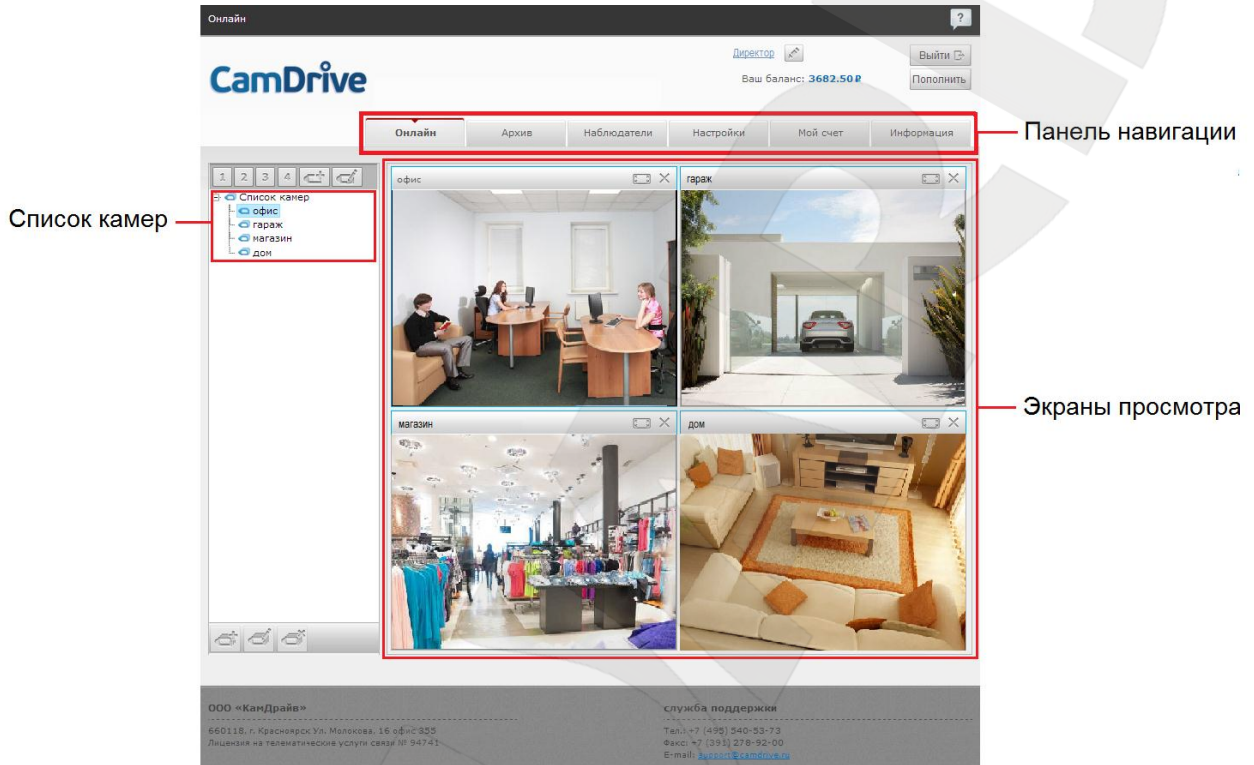 Онлайн
?
Директор
Выйти
CamDrive
Ваш баланс: 3682.50 ₽
Пополнить
Онлайн Архив Наблюдатели Настройки Мой счет Информация
Панель навигации
1 2 3 4
офис
гараж
Список камер
офис
гараж
магазин
дом
Список камер
Экраны просмотра
магазин
дом
ООО «КамДрайв»
служба поддержки
660118, г. Красноярск Ул. Молокова, 16 офис 355
Лицензия на телематические услуги связи № 94741
Тел.: +7 (495) 540-53-73
Факс: +7 (391) 278-92-00
E-mail: support@camdrive.ru